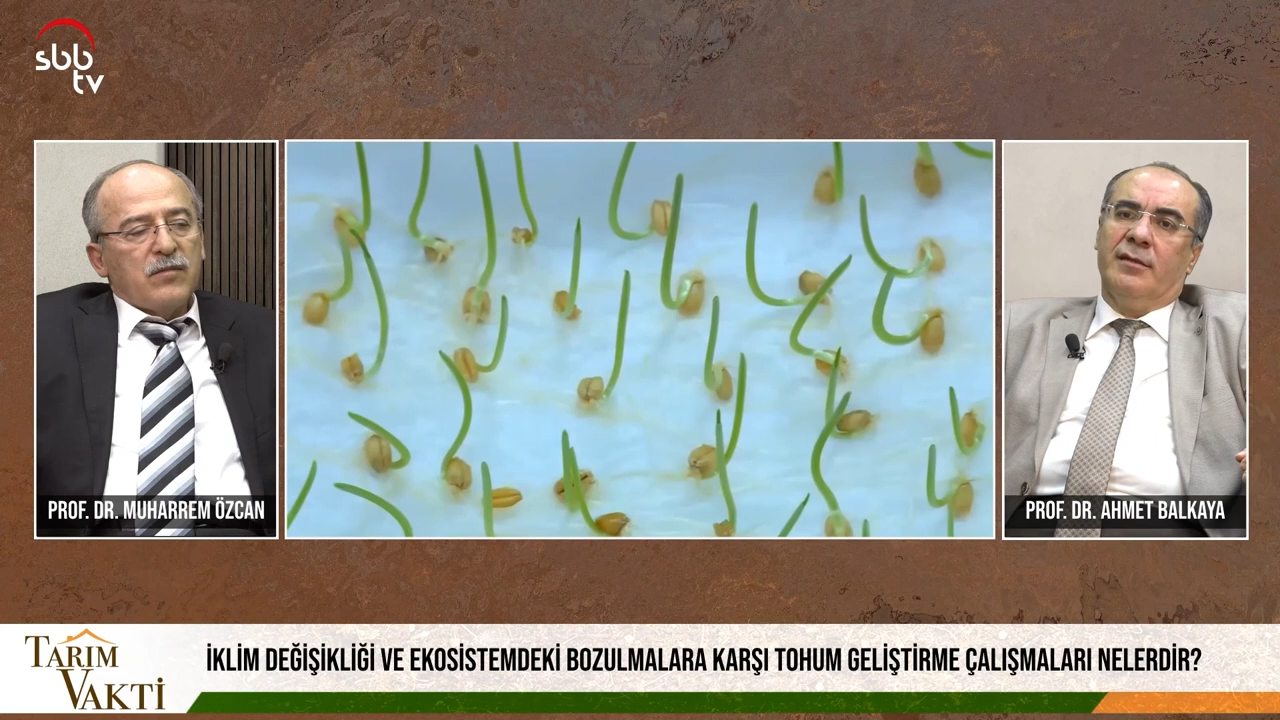 sbb
tv
PROF. DR. MUHARREM ÖZCAN
PROF. DR. AHMET BALKAYA
TARIM
VAKTİ
İKLİM DEĞİŞİKLİĞİ VE EKOSİSTEMDEKİ BOZULMALARA KARŞI TOHUM GELİŞTİRME ÇALIŞMALARI NELERDİR?